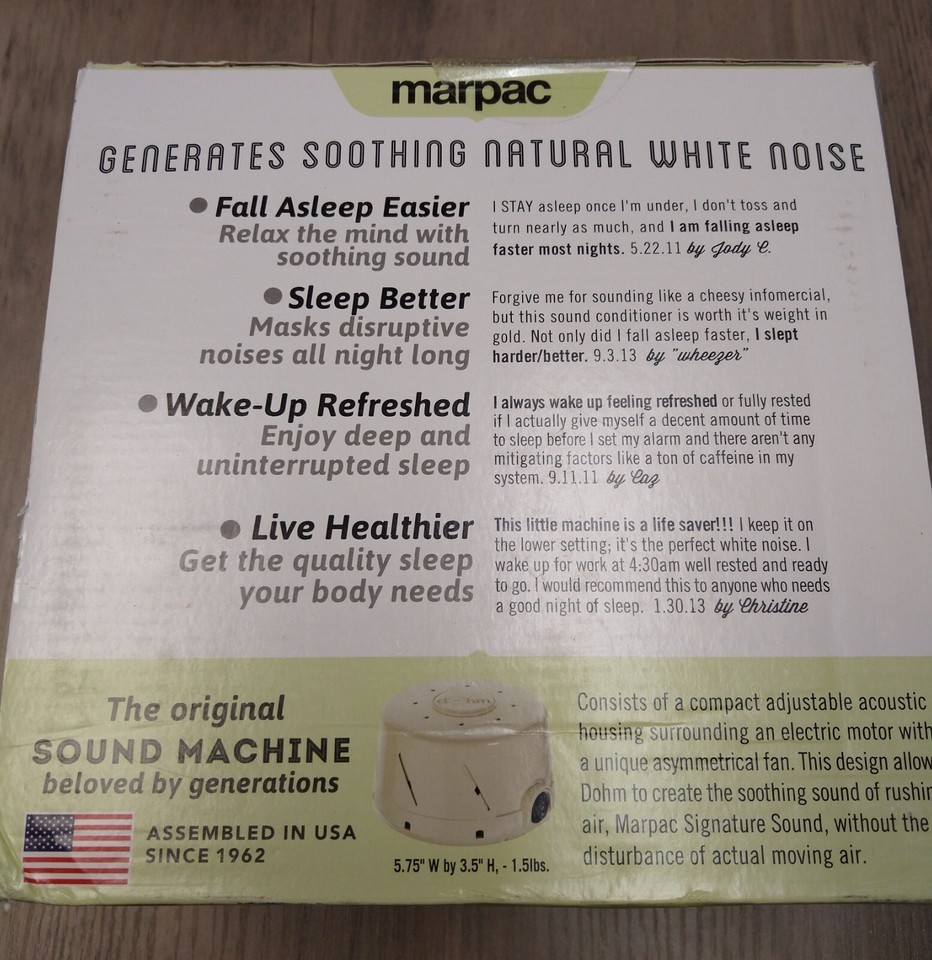 marpac
GENERATES SOOTHING NATURAL WHITE NOISE
Fall Asleep Easier
Relax the mind with
soothing sound
I STAY asleep once I'm under, I don't toss and
turn nearly as much, and I am falling asleep
faster most nights. 5.22.11 by Jody C.
Sleep Better
Masks disruptive
noises all night long
Forgive me for sounding like a cheesy infomercial,
but this sound conditioner is worth it's weight in
gold. Not only did I fall asleep faster, I slept
harder/better. 9.3.13 by "wheezer"
Wake-Up Refreshed
Enjoy deep and
uninterrupted sleep
I always wake up feeling refreshed or fully rested
if I actually give myself a decent amount of time
to sleep before I set my alarm and there aren't any
mitigating factors like a ton of caffeine in my
system. 9.11.11 by Caz
Live Healthier
Get the quality sleep
your body needs
This little machine is a life saver!!! I keep it on
the lower setting; it's the perfect white noise. I
wake up for work at 4:30am well rested and ready
to go. I would recommend this to anyone who needs
a good night of sleep. 1.30.13 by Christine
The original
SOUND MACHINE
beloved by generations
ASSEMBLED IN USA
SINCE 1962
5.75" W by 3.5" H, - 1.5lbs.
Consists of a compact adjustable acoustic
housing surrounding an electric motor with
a unique asymmetrical fan. This design allow
Dohm to create the soothing sound of rushin
air, Marpac Signature Sound, without the
disturbance of actual moving air.